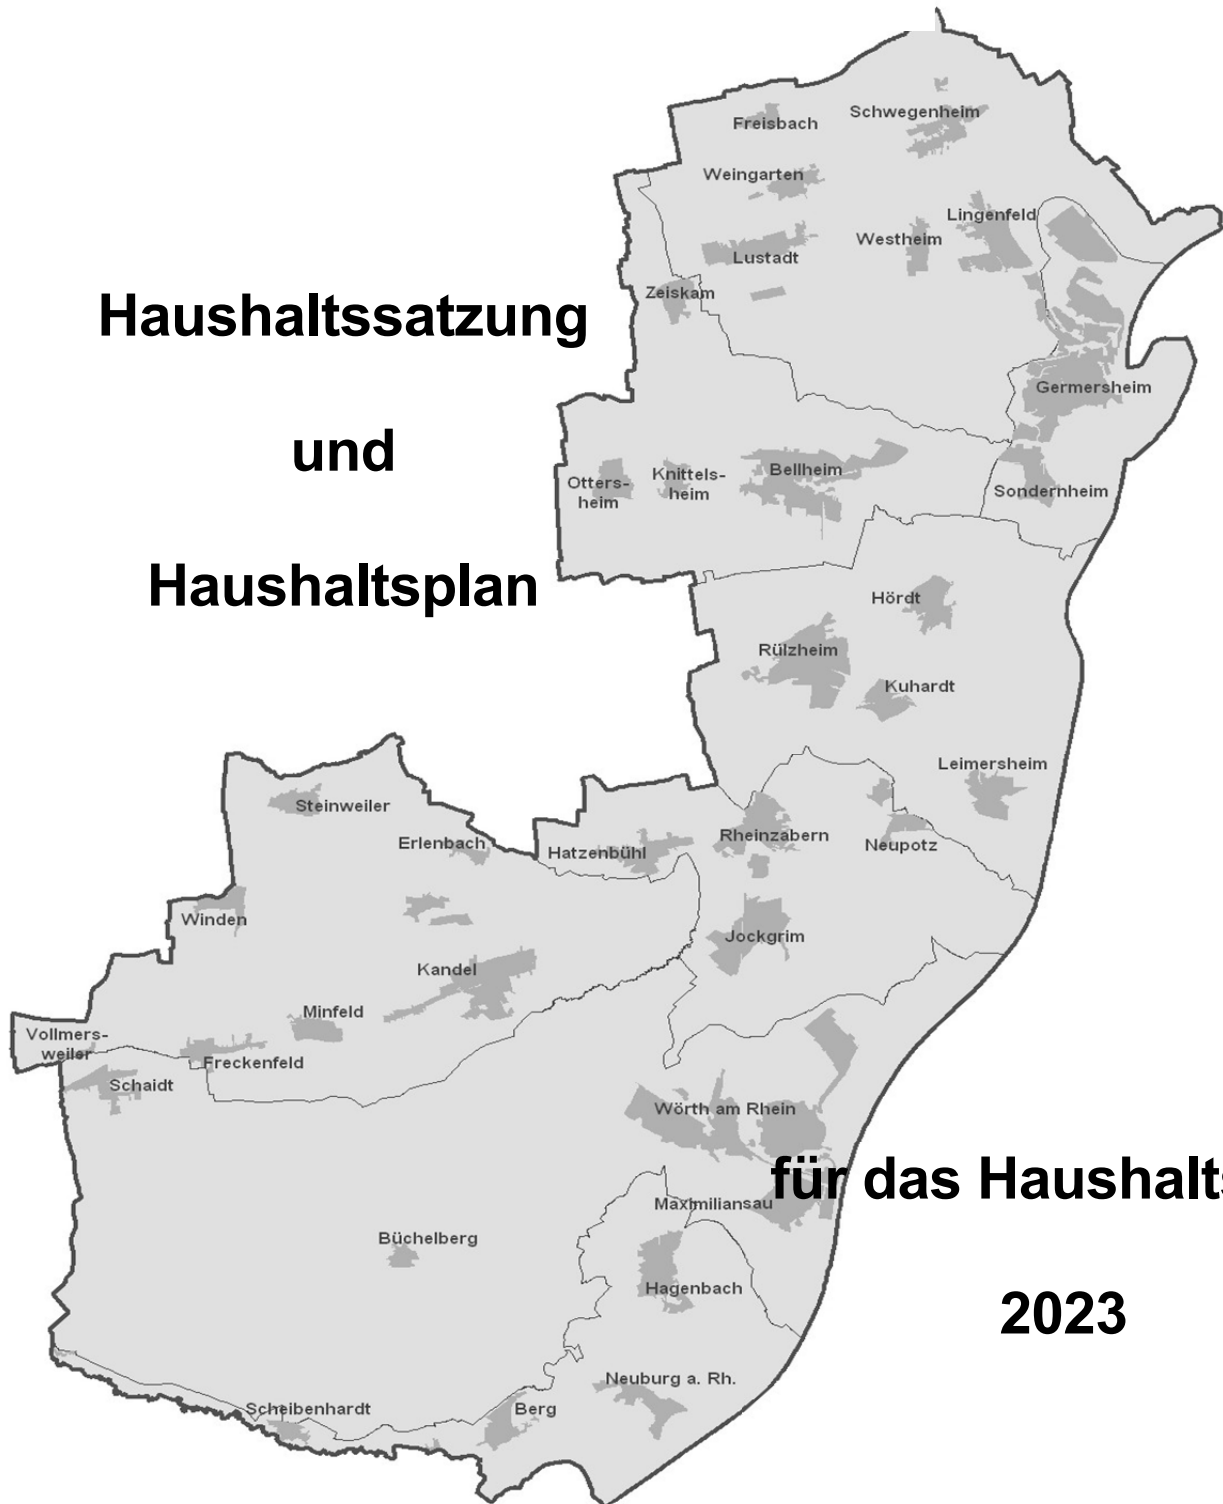 Freisbach
Schwegenheim
Weingarten
Lingenfeld
Westheim
Lustadt
Zeiskam
Haushaltssatzung
Germersheim
und
Otters-
heim
Knittels-
heim
Bellheim
Sondernheim
Haushaltsplan
Hördt
Rülzheim
Kuhardt
Leimersheim
Steinweiler
Erlenbach
Hatzenbühl
Rheinzabern
Neupotz
Winden
Jockgrim
Kandel
Minfeld
Vollmers-
weiler
Freckenfeld
Schaidt
Wörth am Rhein
für das Haushalts
Maximiliansau
Büchelberg
Hagenbach
2023
Neuburg a. Rh.
Scheibenhardt
Berg